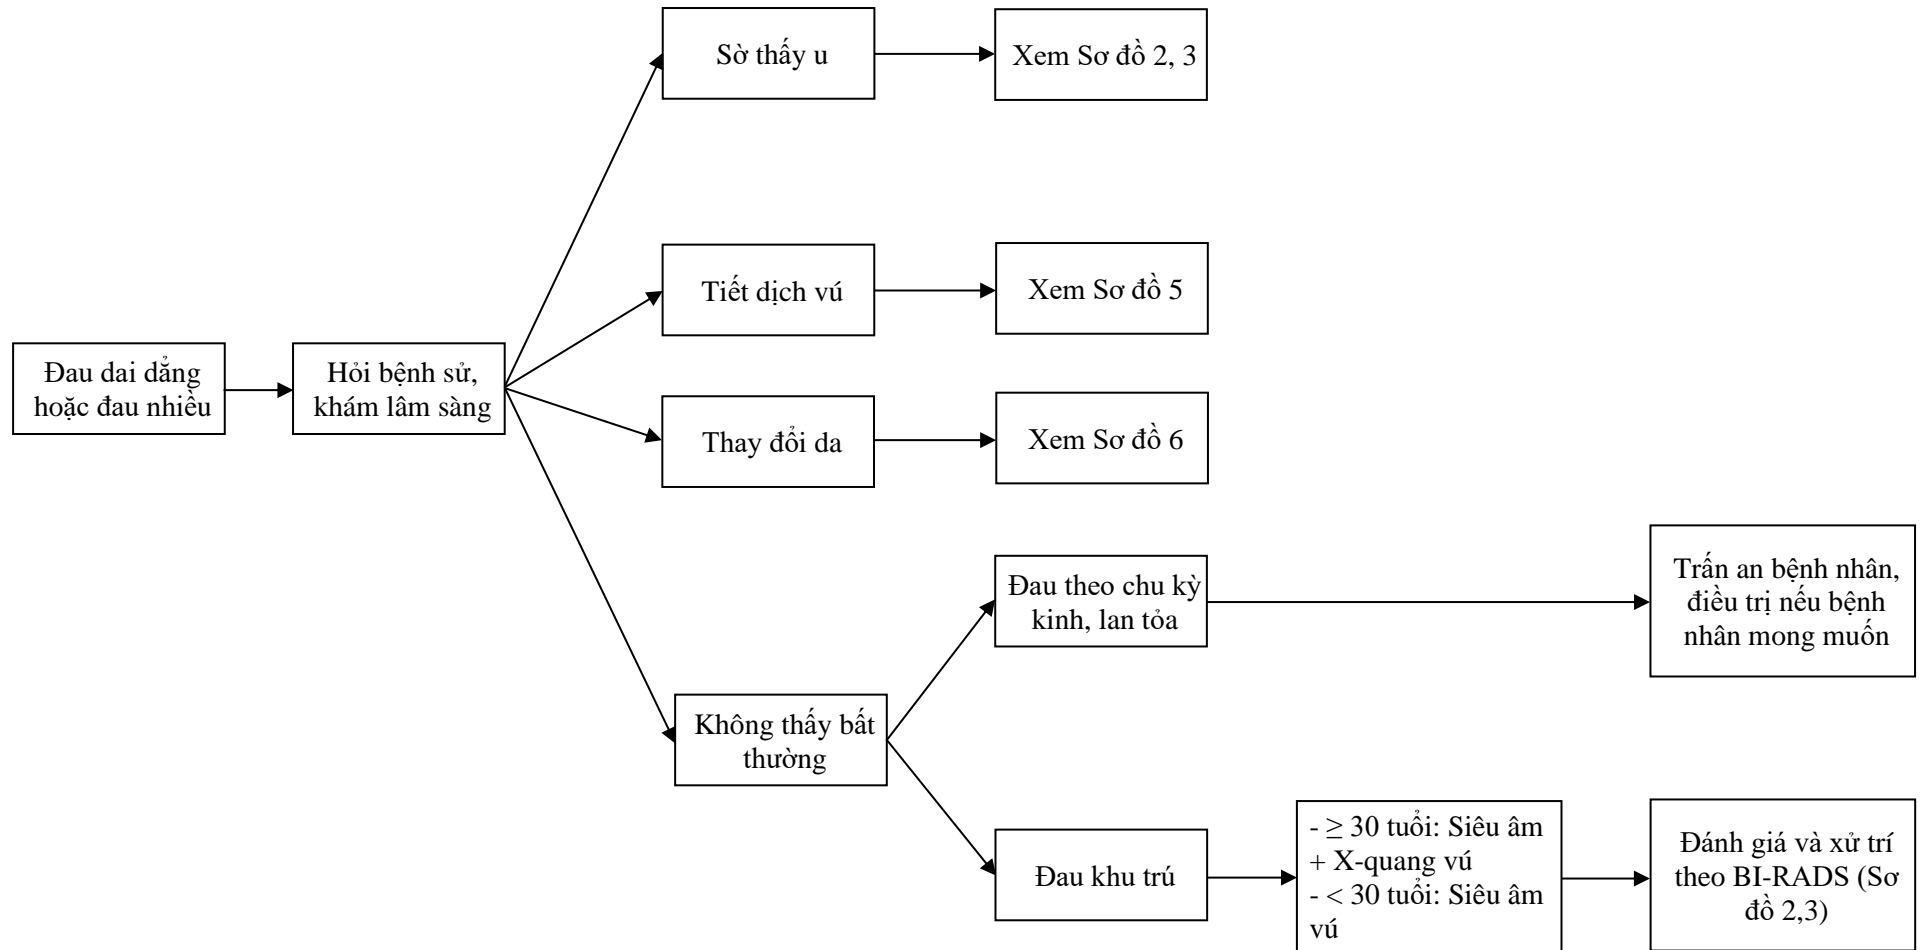 Sờ thấy u
Xem Sơ đồ 2, 3
Tiết dịch vú
Xem Sơ đồ 5
Đau dai dẳng
hoặc đau nhiều
Hỏi bệnh sử,
khám lâm sàng
Thay đổi da
Xem Sơ đồ 6
Đau theo chu kỳ
kinh, lan tỏa
Trấn an bệnh nhân,
điều trị nếu bệnh
nhân mong muốn
Không thấy bất
thường
Đau khu trú
- ≥ 30 tuổi: Siêu âm
+ X-quang vú
- < 30 tuổi: Siêu âm
vú
Đánh giá và xử trí
theo BI-RADS (Sơ
đồ 2,3)